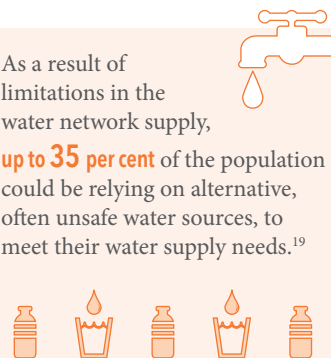 As a result of
limitations in the
water network supply,
up to 35 per cent of the population
could be relying on alternative,
often unsafe water sources, to
meet their water supply needs.19